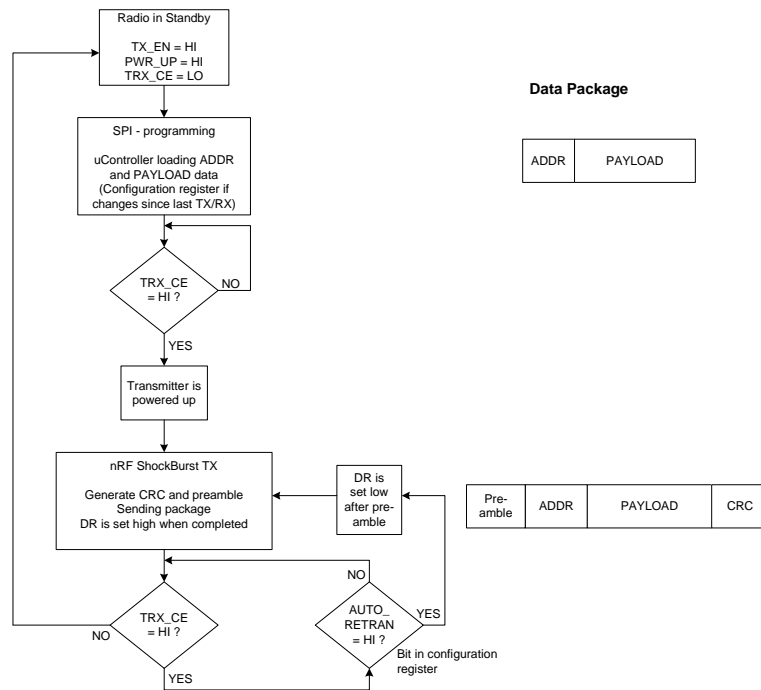 Radio in Standby
TX_EN = HI
PWR_UP = HI
TRX_CE = LO
Data Package
SPI - programming
uController loading ADDR
and PAYLOAD data
(Configuration register if
changes since last TX/RX)
ADDR
PAYLOAD
TRX_CE
= HI ?
NO
YES
Transmitter is
powered up
nRF ShockBurst TX
Generate CRC and preamble
Sending package
DR is set high when completed
DR is
set low
after pre-
amble
Pre-
amble
ADDR
PAYLOAD
CRC
NO
TRX_CE
= HI ?
NO
YES
AUTO_
RETRAN
= HI ?
YES
Bit in configuration
register